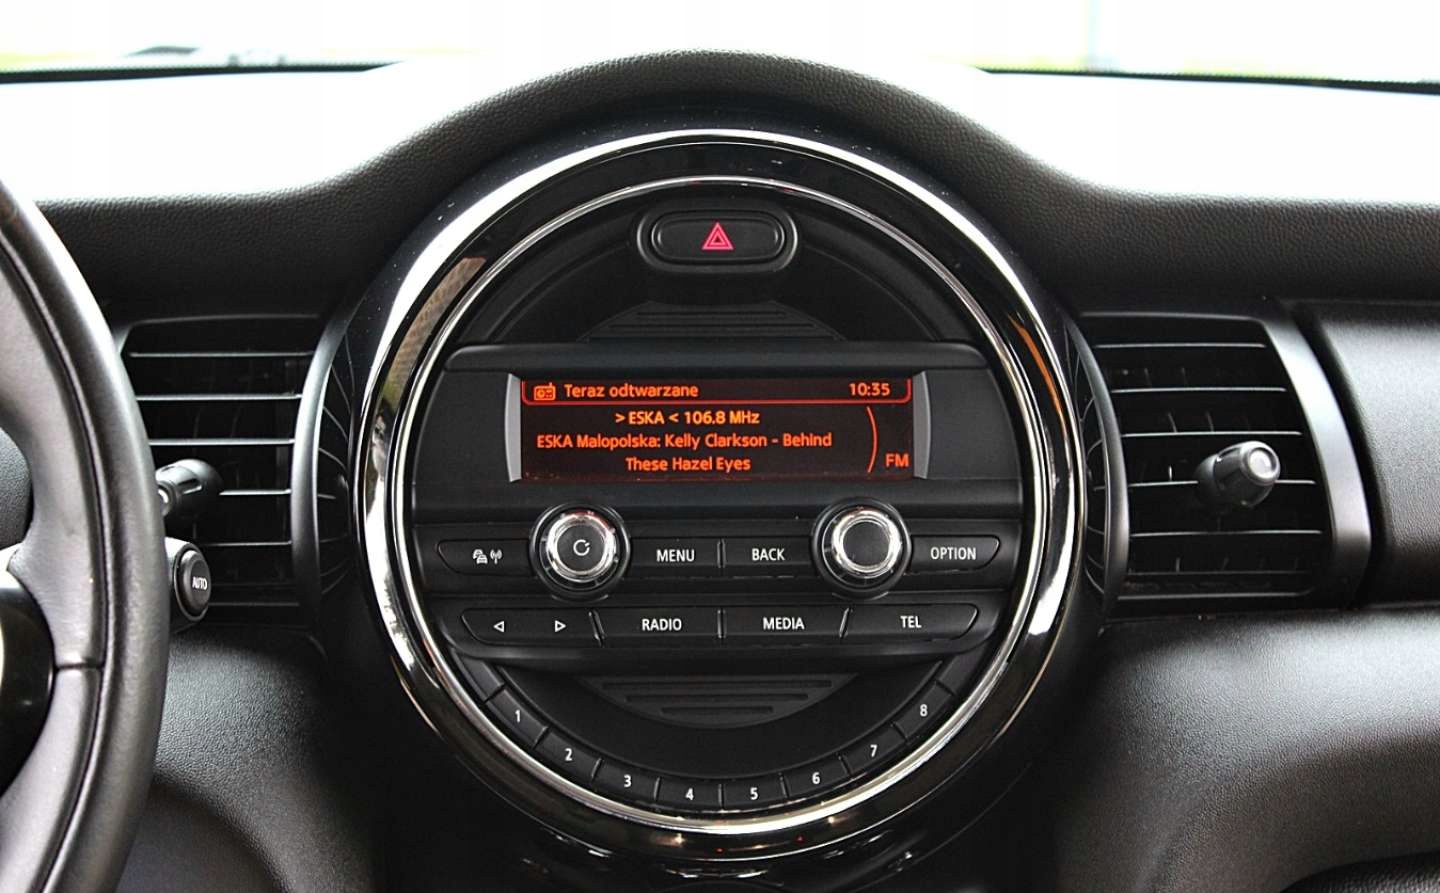 Teraz odtwarzane 10:35
> ESKA < 106.8 MHz
ESKA Malopolska: Kelly Clarkson - Behind
These Hazel Eyes
FM
MENU BACK OPTION
AUTO
RADIO MEDIA TEL
1 2 3 4 5 6 7 8